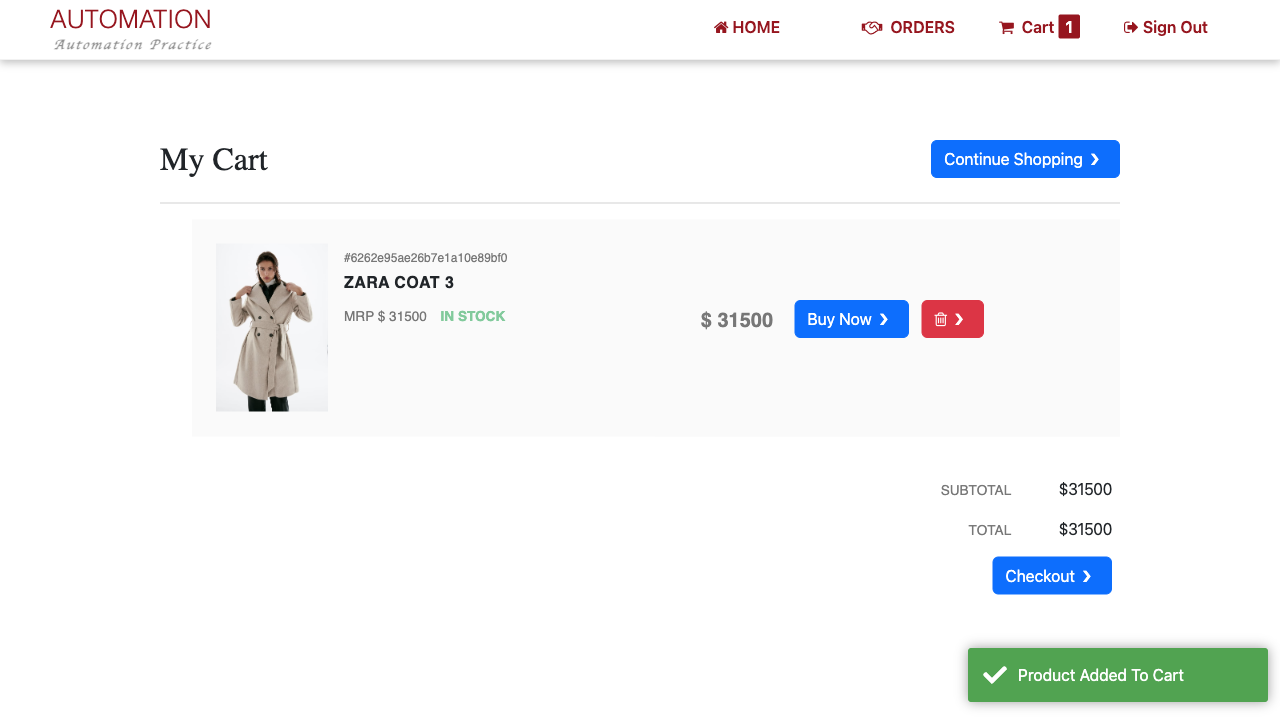 AUTOMATION
Automation Practice
HOME
ORDERS
Cart 1
Sign Out
My Cart
Continue Shopping ❯
#6262e95ae26b7e1a10e89bf0
ZARA COAT 3
MRP $ 31500 IN STOCK
$ 31500
Buy Now ❯
❯
SUBTOTAL $31500
TOTAL $31500
Checkout ❯
Product Added To Cart